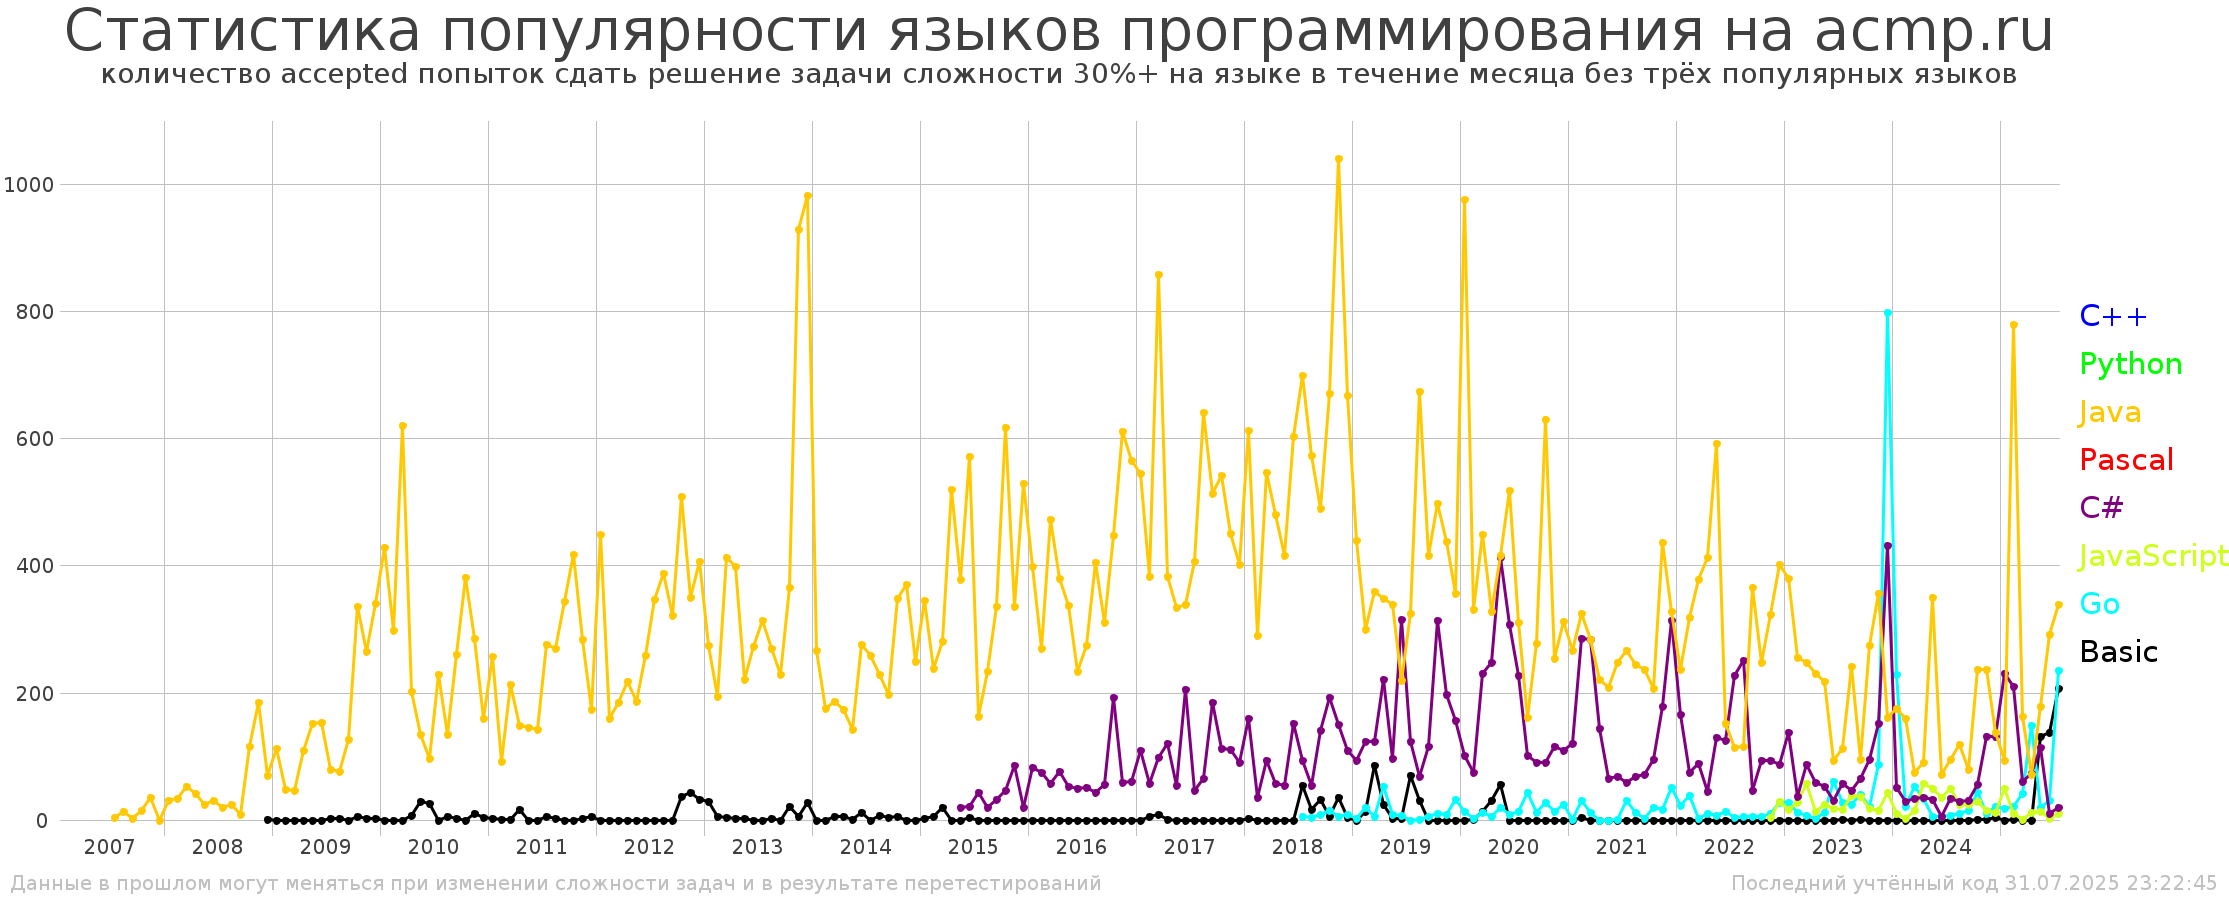 Статистика популярности языков программирования на acmp.ru
количество accepted попыток сдать решение задачи сложности 30%+ на языке в течение месяца без трёх популярных языков
1000
800
600
400
200
0
C++
Python
Java
Pascal
C#
JavaScript
Go
Basic
2007 2008 2009 2010 2011 2012 2013 2014 2015 2016 2017 2018 2019 2020 2021 2022 2023 2024
Данные в прошлом могут меняться при изменении сложности задач и в результате перетестирований
Последний учтённый код 31.07.2025 23:22:45